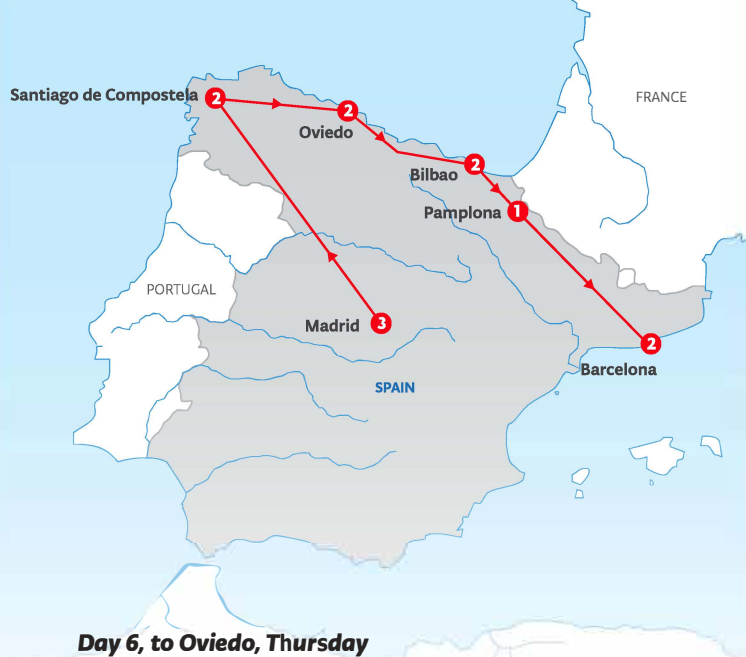 Santiago de Compostela
2
2
Oviedo
FRANCE
2
Bilbao
Pamplona
1
PORTUGAL
Madrid
3
2
Barcelona
SPAIN
Day 6, to Oviedo, Thursday